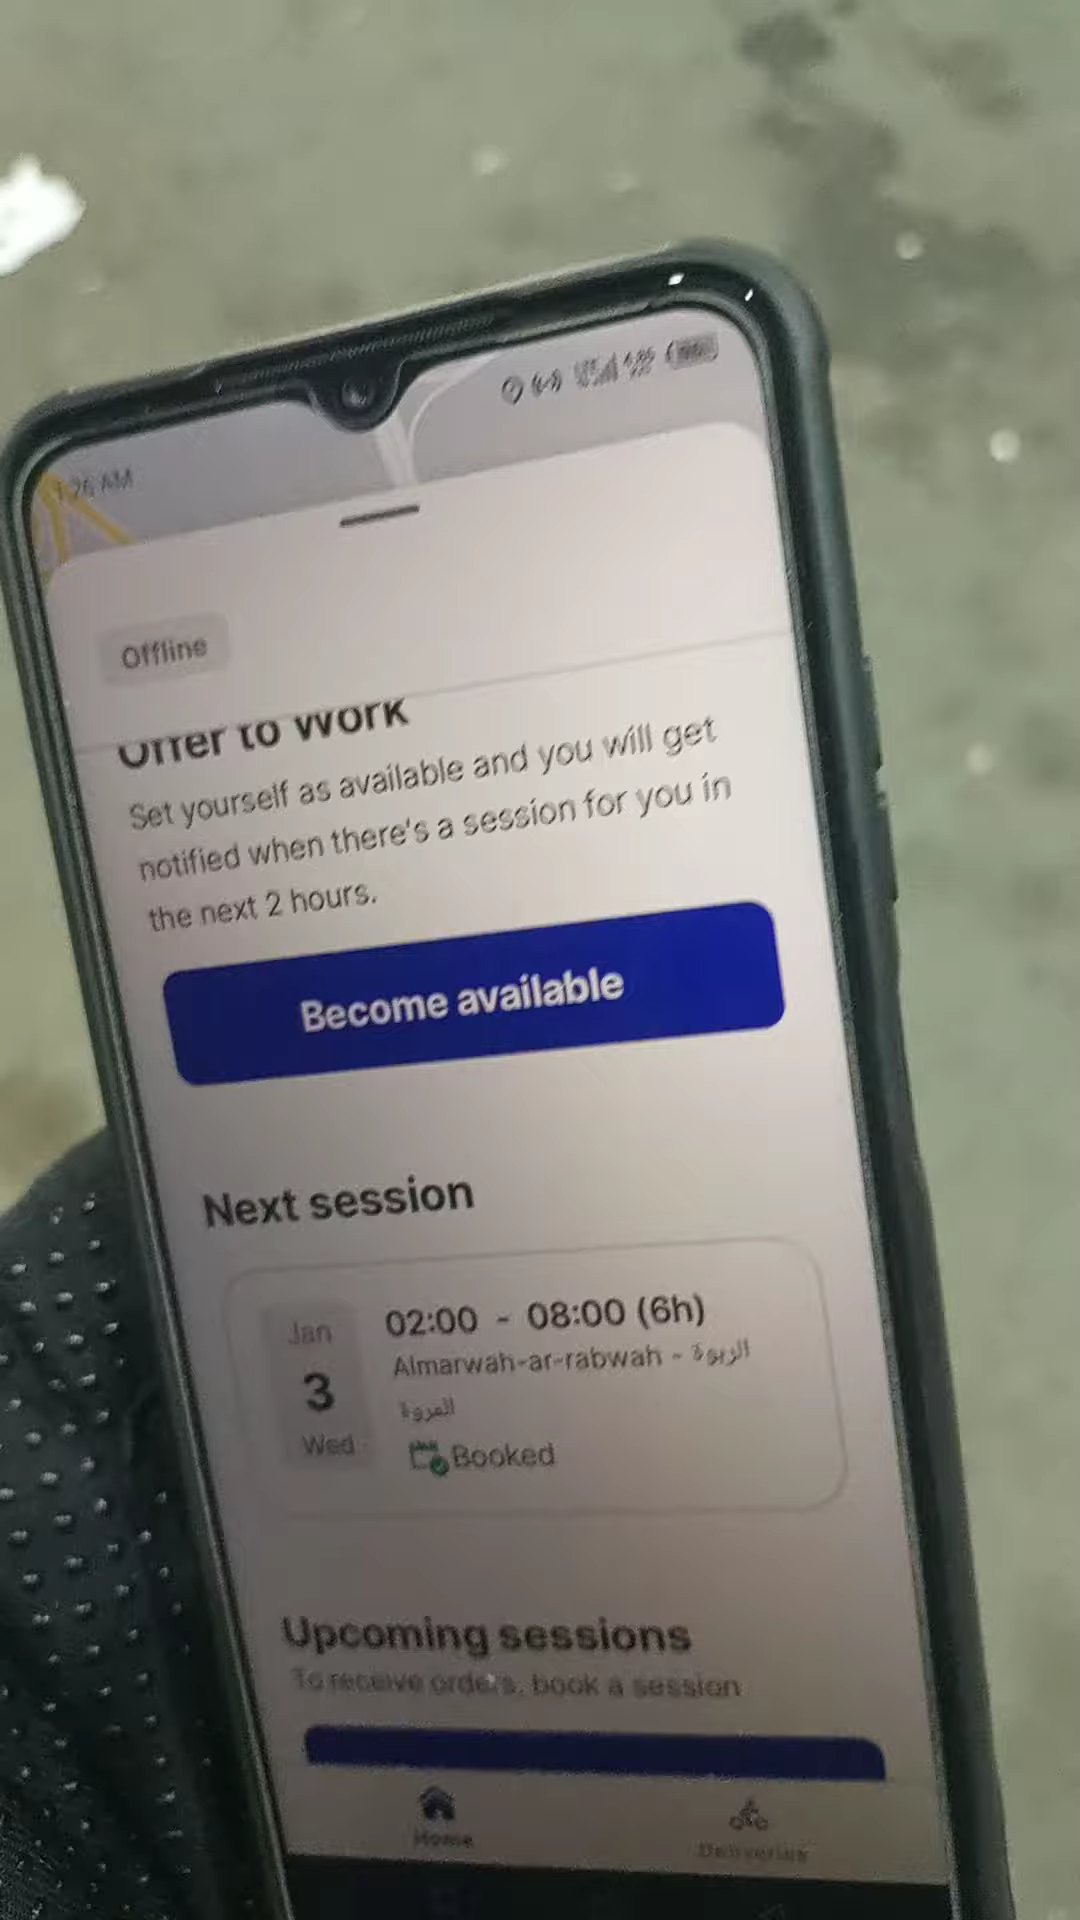 1:26 AM
Offline
Offer to Work
Set yourself as available and you will get
notified when there's a session for you in
the next 2 hours.
Become available
Next session
Jan
3
Wed
02:00 - 08:00 (6h)
Almarwah-ar-rabwah - الربوة
المروة
Booked
Upcoming sessions
To receive orders, book a session
Home
Deliveries